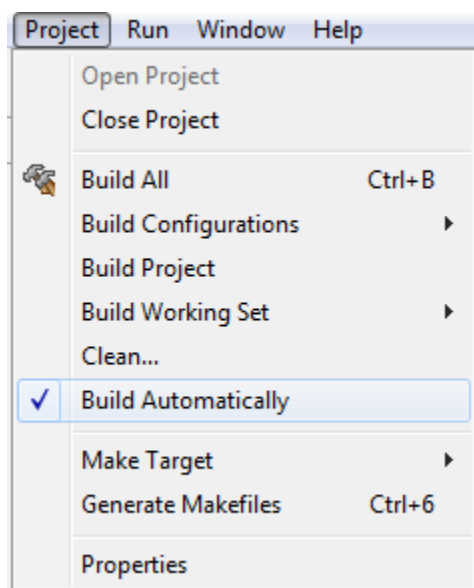 Project Run Window Help
Open Project
Close Project
Build All Ctrl+B
Build Configurations
Build Project
Build Working Set
Clean...
Build Automatically
Make Target
Generate Makefiles Ctrl+6
Properties